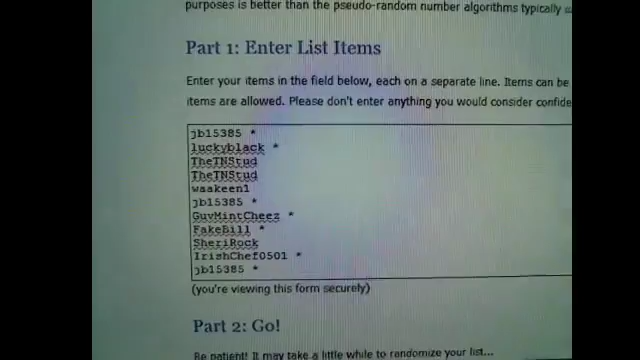 purposes is better than the pseudo-random number algorithms typically
Part 1: Enter List Items
Enter your items in the field below, each on a separate line. Items can be
items are allowed. Please don't enter anything you would consider confide
jb15385 *
luckyblack *
TheTNStud
TheTNStud
waakeen1
jb15385 *
GuvMintCheez *
FakeBill *
SheriRock
IrishChef0501 *
jb15385 *
(you're viewing this form securely)
Part 2: Go!
Be patient! It may take a little while to randomize your list...